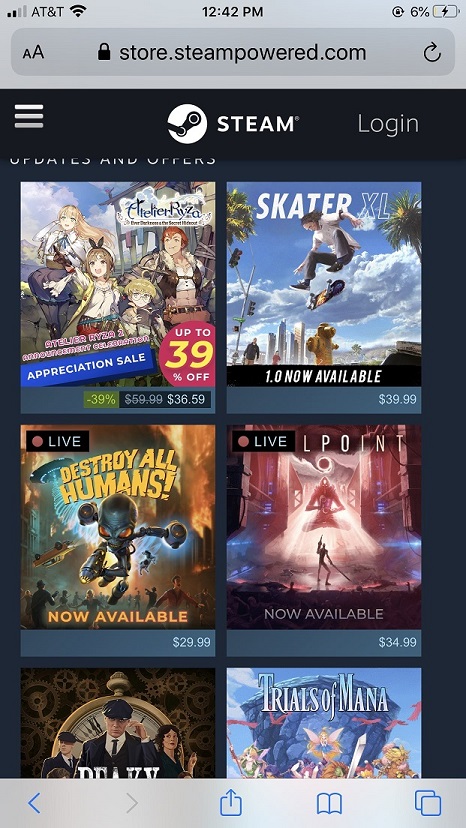 AT&T 12:42 PM 6%
AA store.steampowered.com
STEAM® Login
UPDATES AND OFFERS
Atelier Ryza
Ever Darkness & the Secret Hideout
ATELIER RYZA 2
ANNOUNCEMENT CELEBRATION
APPRECIATION SALE
UP TO
39
% OFF
-39% $59.99 $36.59
SKATER XL
1.0 NOW AVAILABLE
$39.99
LIVE
DESTROY ALL
HUMANS!
NOW AVAILABLE
$29.99
LIVE
LPOINT
NOW AVAILABLE
$34.99
PEAKY
TRIALS of MANA